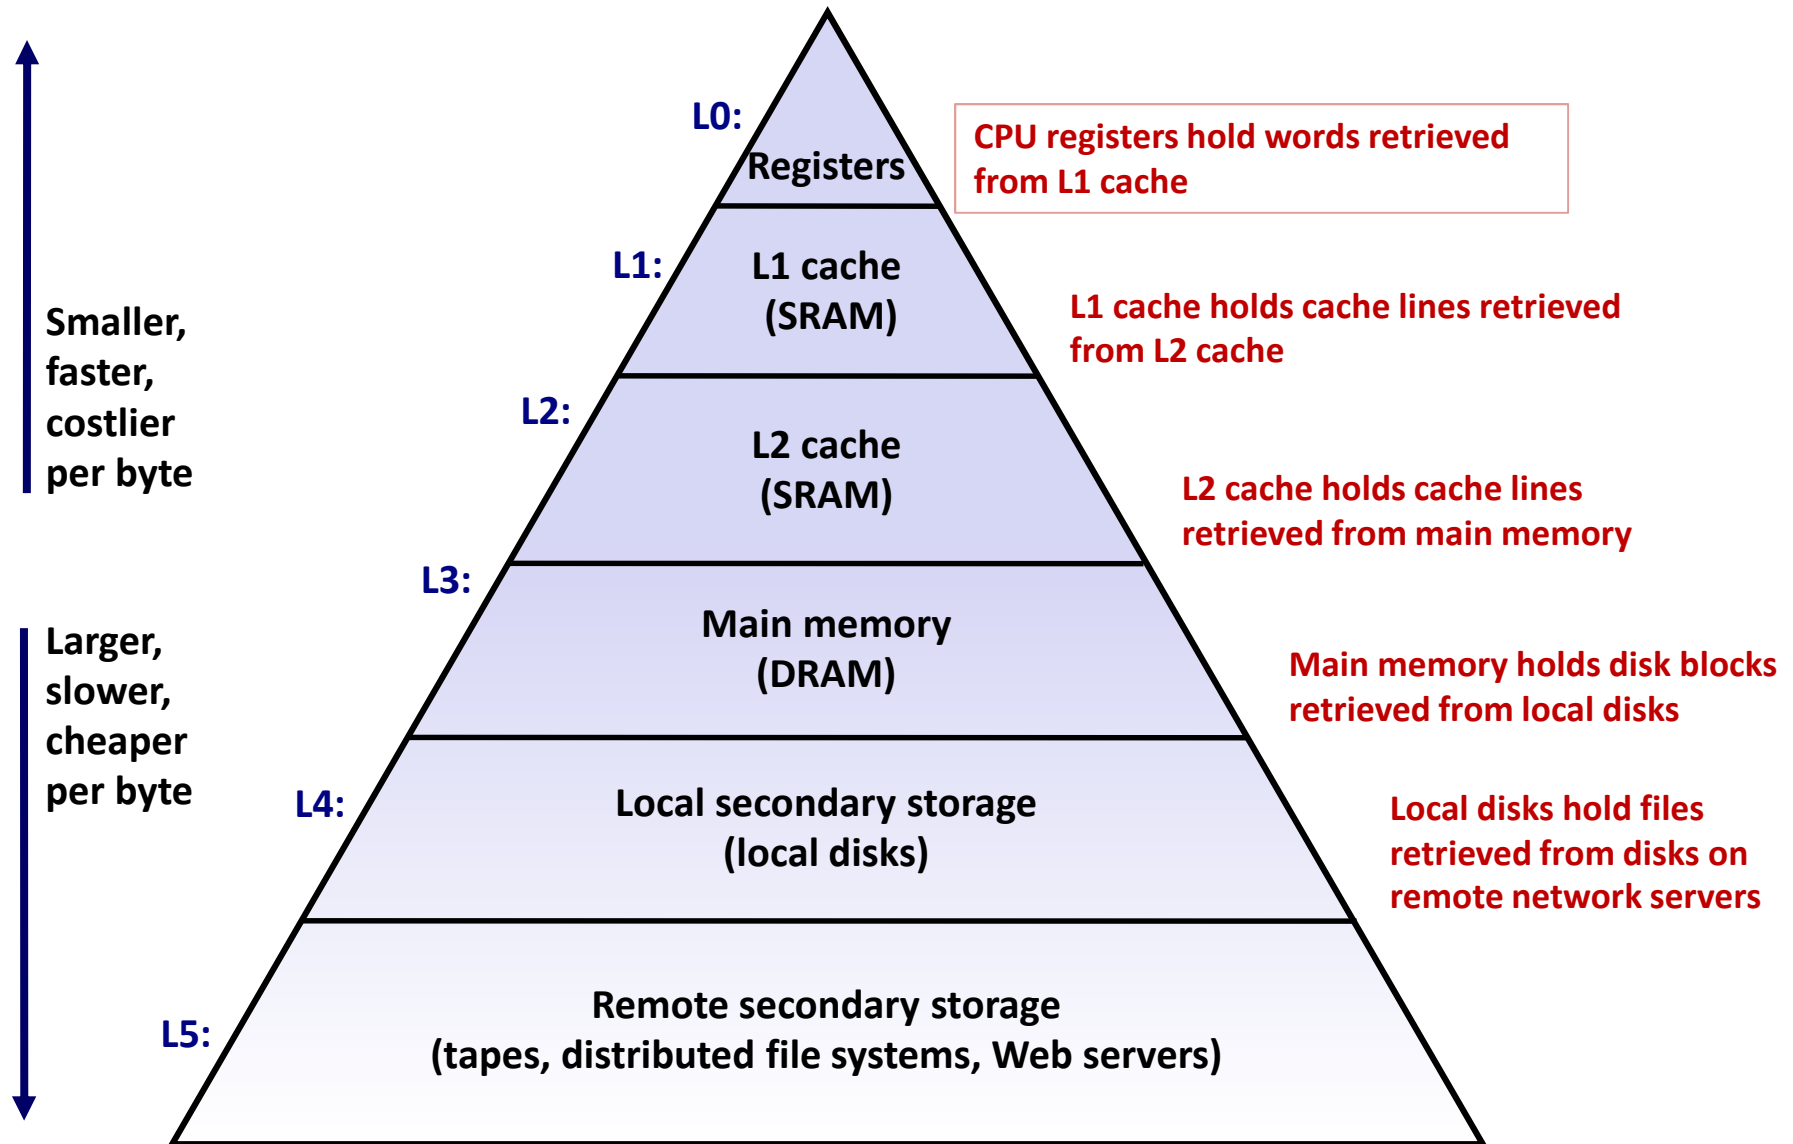 L0:
Registers
CPU registers hold words retrieved
from L1 cache
L1:
L1 cache
(SRAM)
L1 cache holds cache lines retrieved
from L2 cache
Smaller,
faster,
costlier
per byte
L2:
L2 cache
(SRAM)
L2 cache holds cache lines
retrieved from main memory
L3:
Main memory
(DRAM)
Main memory holds disk blocks
retrieved from local disks
Larger,
slower,
cheaper
per byte
L4:
Local secondary storage
(local disks)
Local disks hold files
retrieved from disks on
remote network servers
L5:
Remote secondary storage
(tapes, distributed file systems, Web servers)